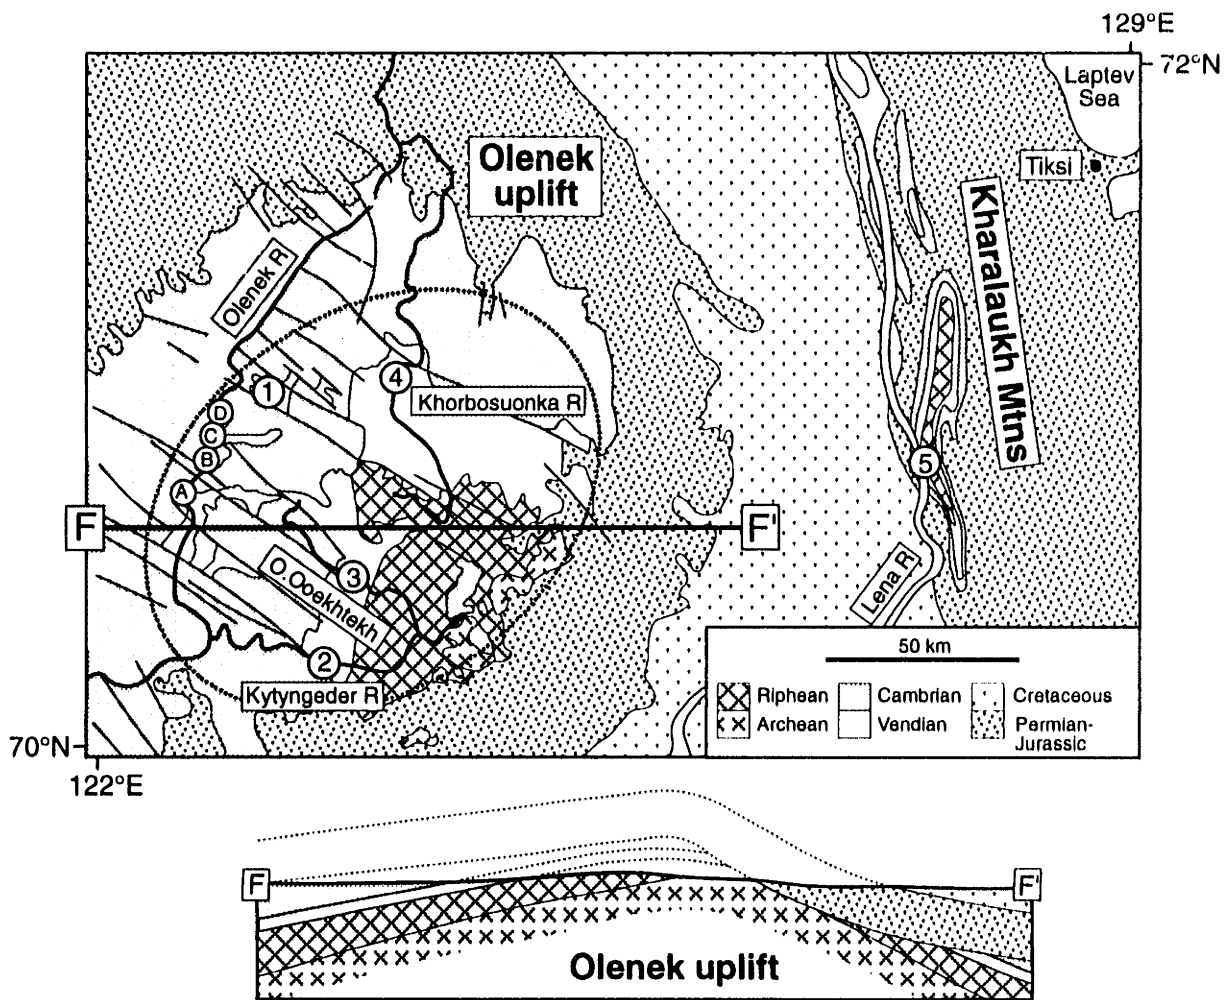 129°E
72°N
Laptev
Sea
Tiksi
Olenek
uplift
Kharalaukh Mtns
Olenek R
1
4
Khorbosuonka R
D
C
B
A
5
F
F'
3
O.Ooekhtekh
Lena R
2
Kytyngeder R
50 km
Riphean
Cambrian
Cretaceous
Archean
Vendian
Permian-
Jurassic
70°N
122°E
F
F'
Olenek uplift